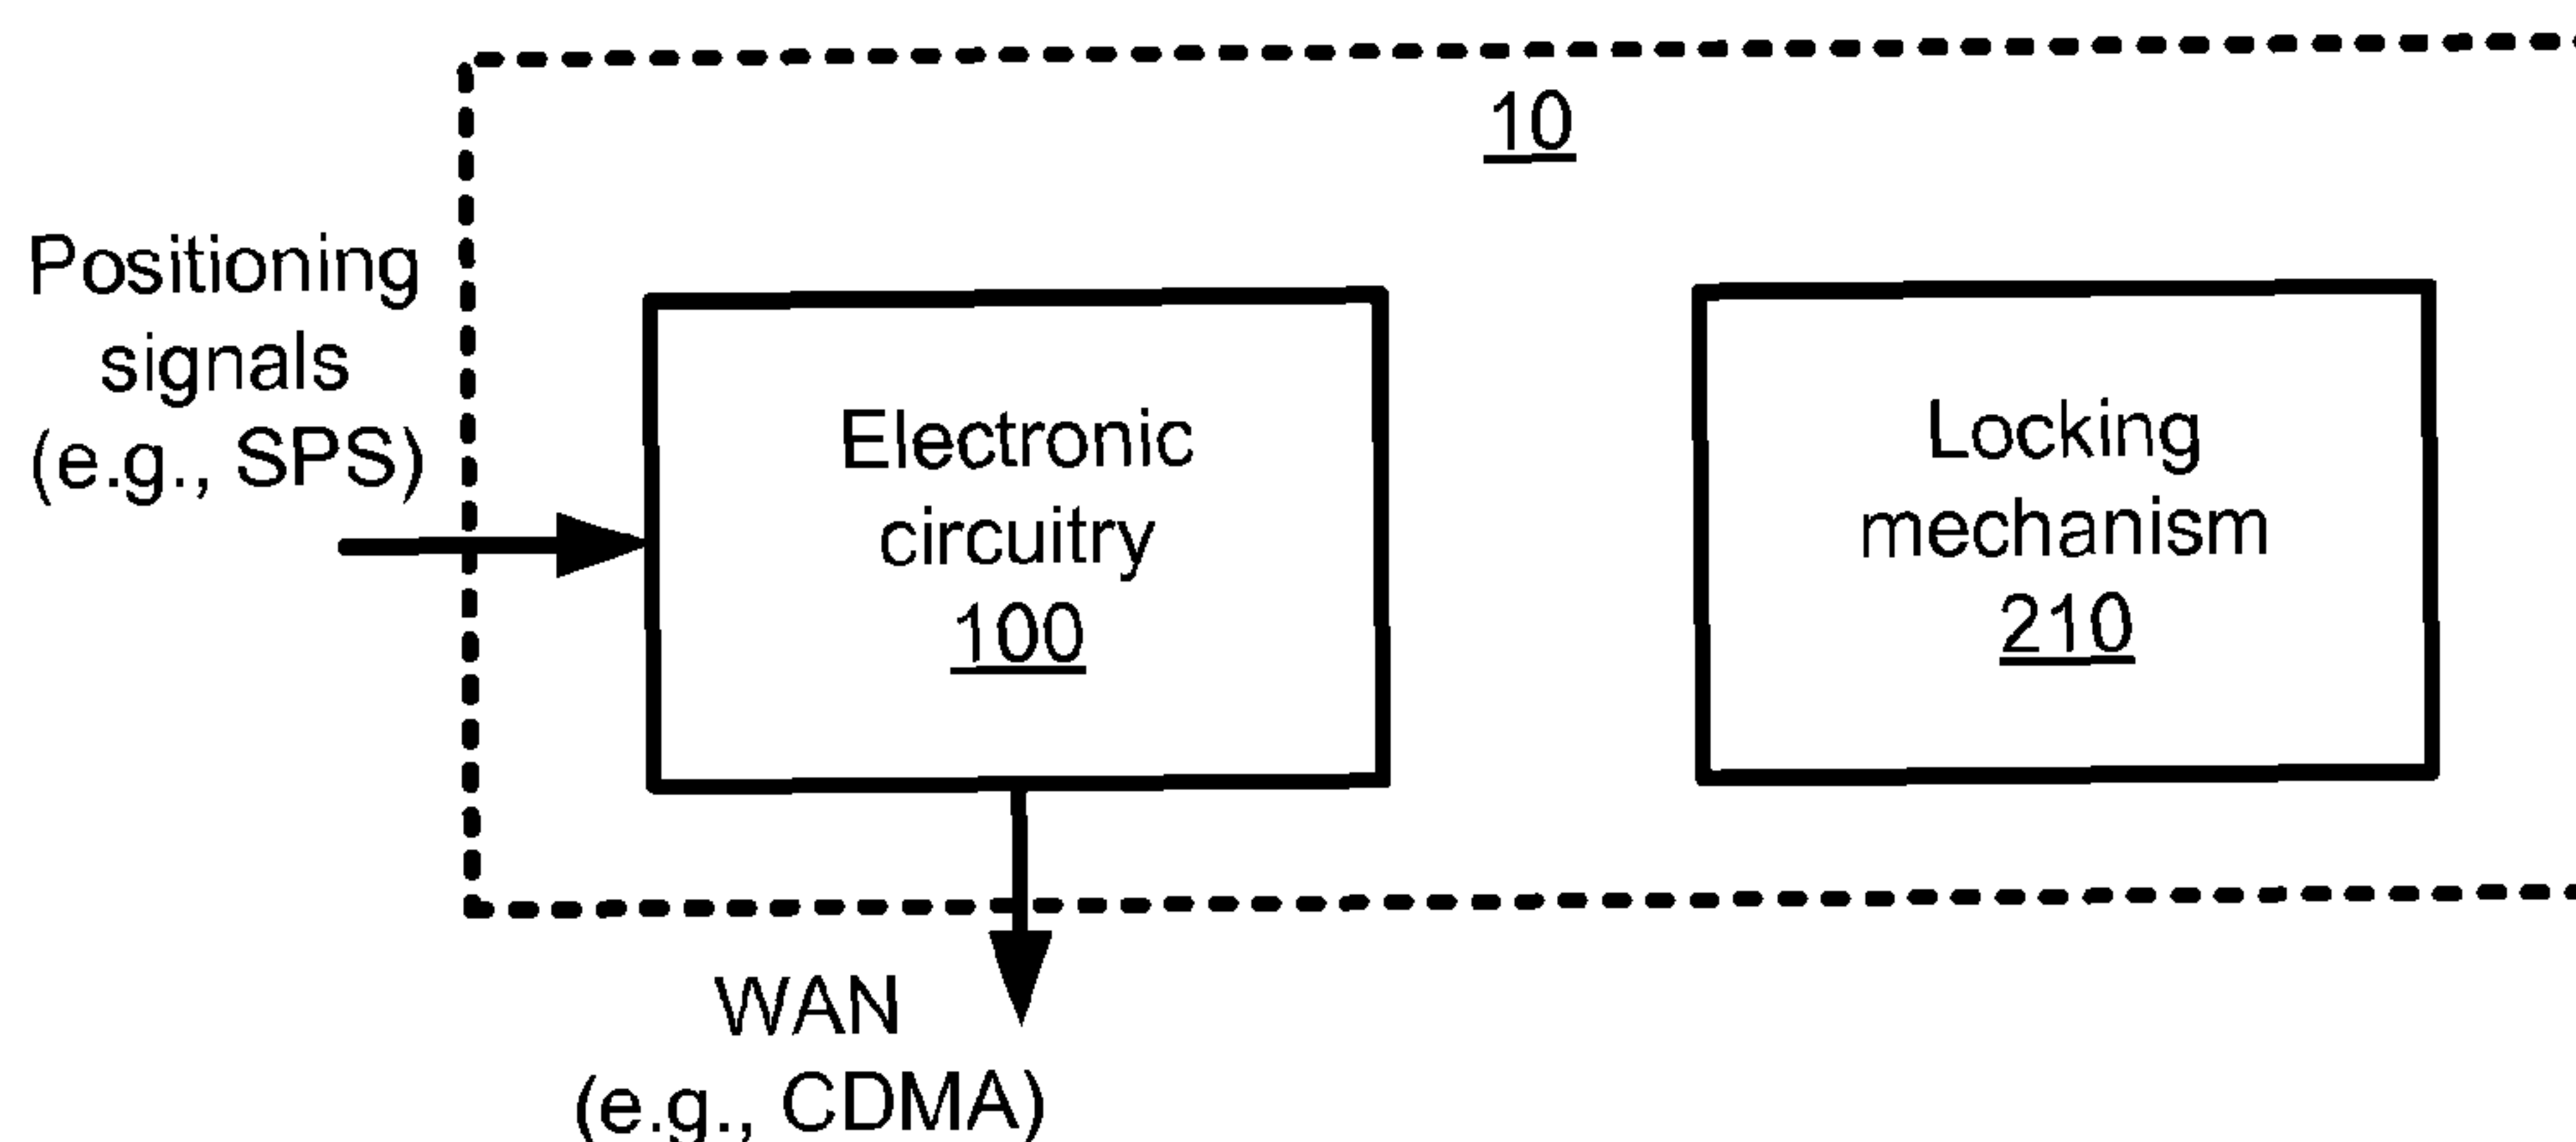 10
Positioning
signals
(e.g., SPS)
Electronic
circuitry
100
Locking
mechanism
210
WAN
(e.g., CDMA)